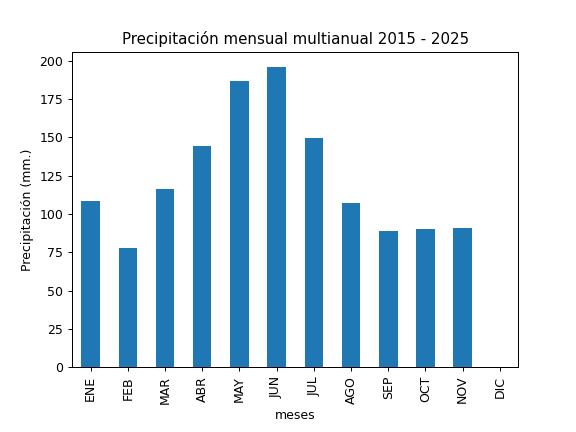 Precipitación mensual multianual 2015 - 2025
200
175
150
125
100
75
50
25
0
Precipitación (mm.)
ENE
FEB
MAR
ABR
MAY
JUN
JUL
AGO
SEP
OCT
NOV
DIC
meses